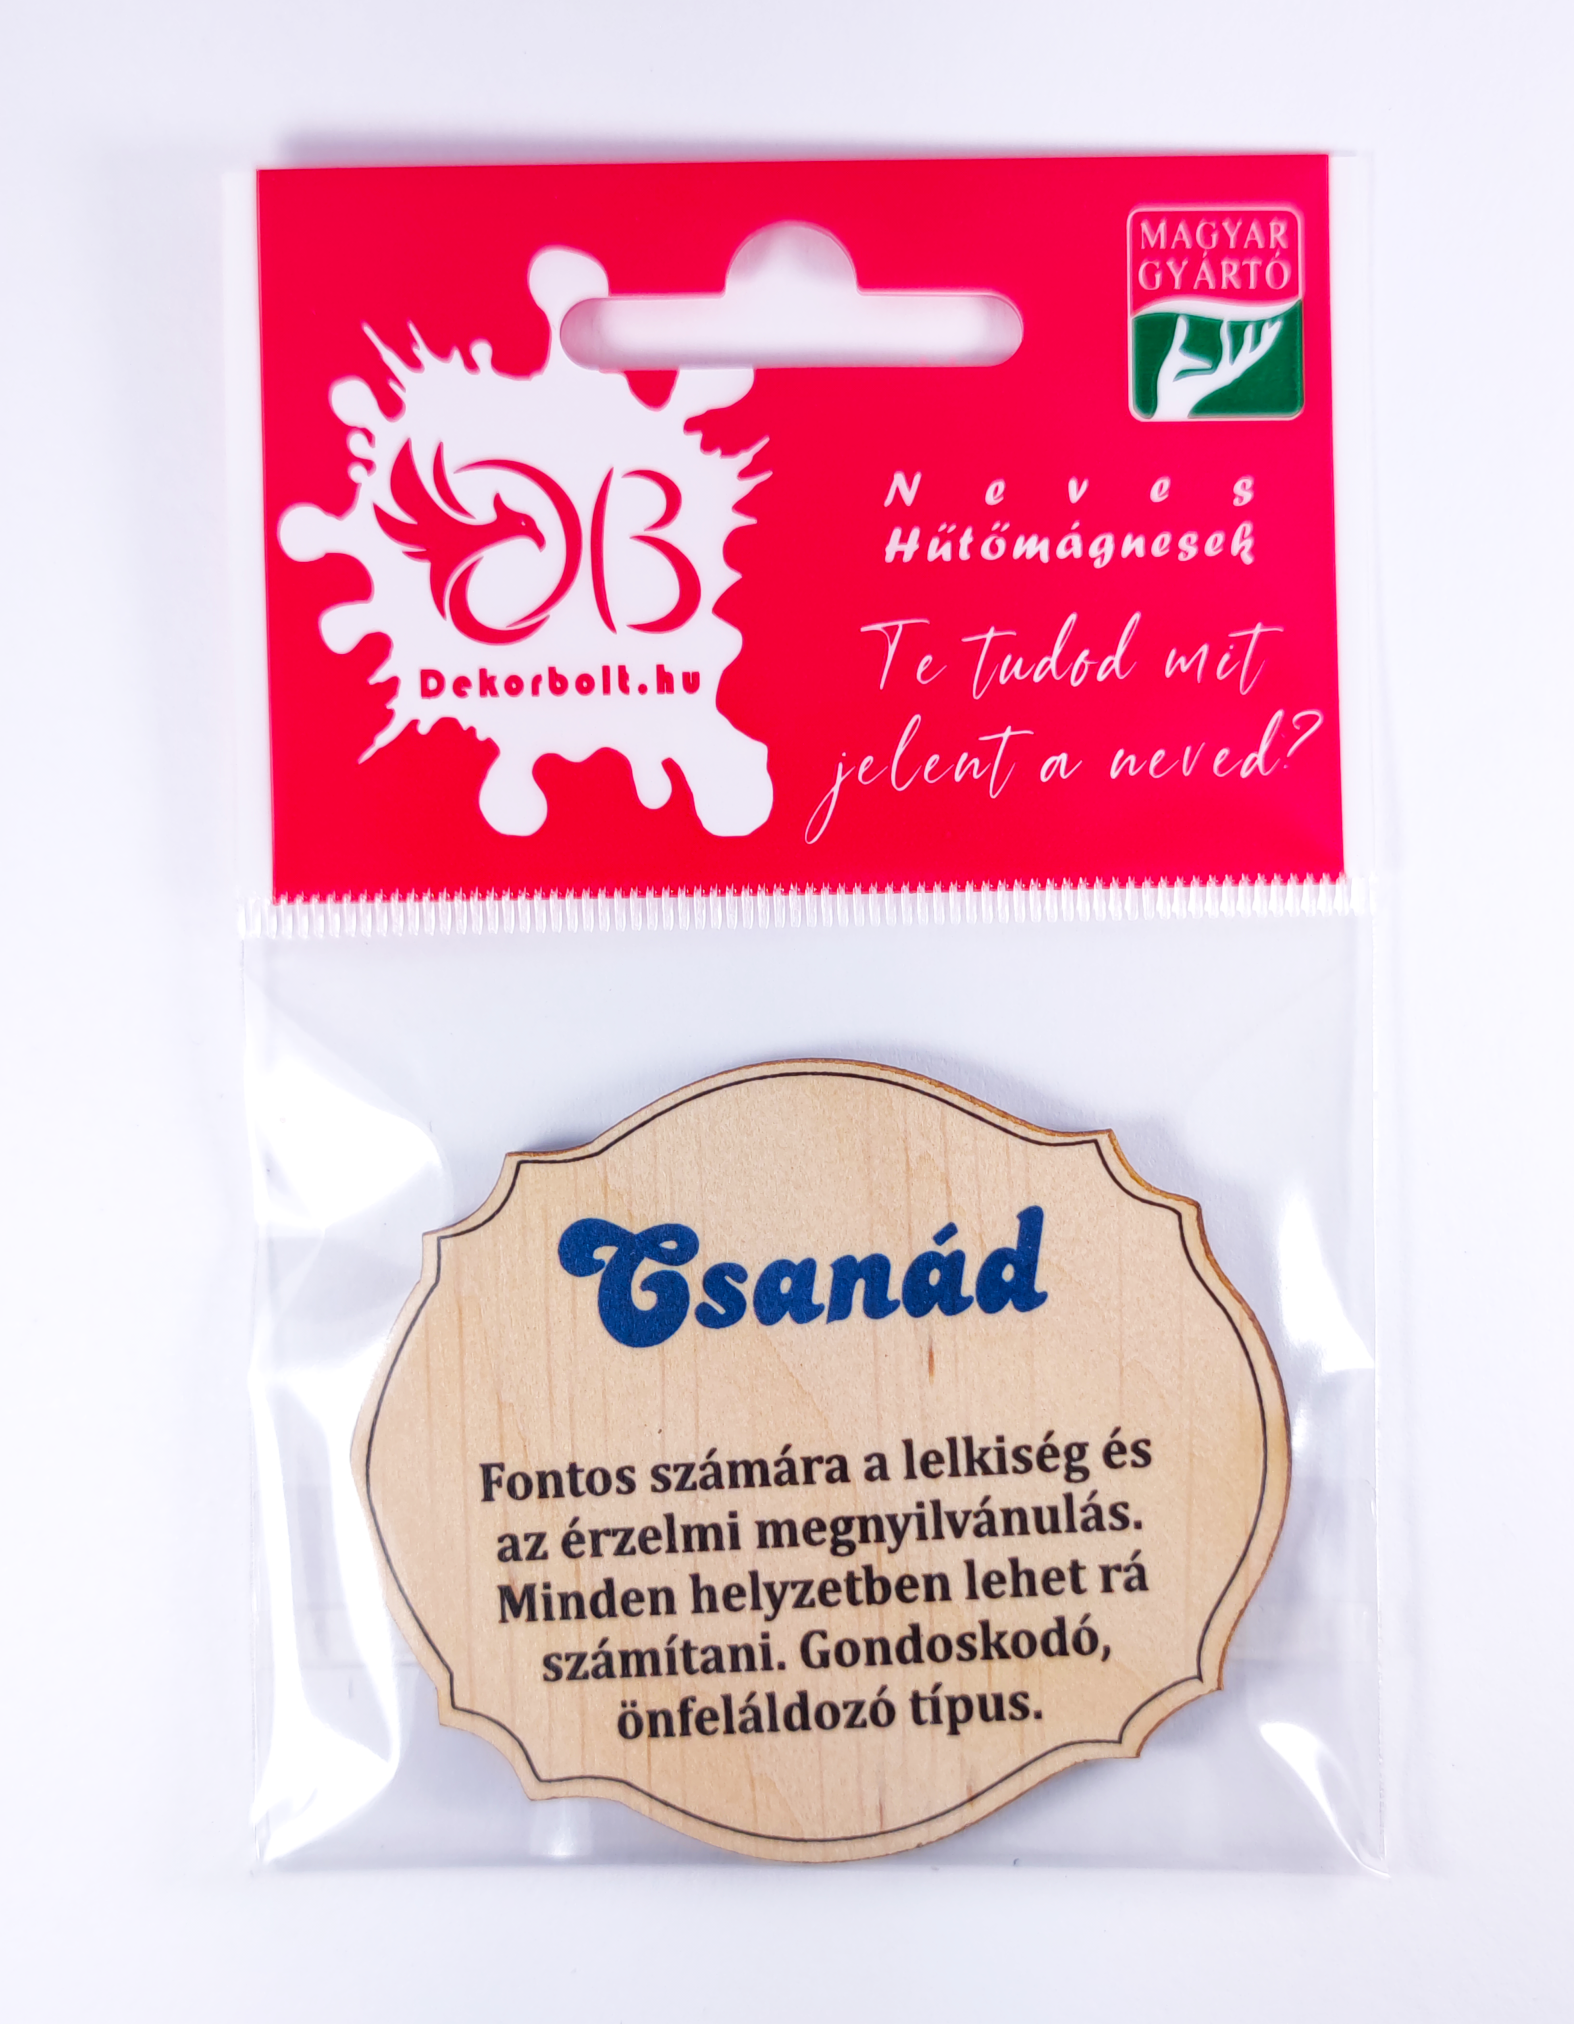 MAGYAR
GYÁRTÓ
DB
Dekorbolt.hu
Neves
Hűtőmágnesek
Te tudod mit
jelent a neved?
Csanád
Fontos számára a lelkiség és
az érzelmi megnyilvánulás.
Minden helyzetben lehet rá
számítani. Gondoskodó,
önfeláldozó típus.